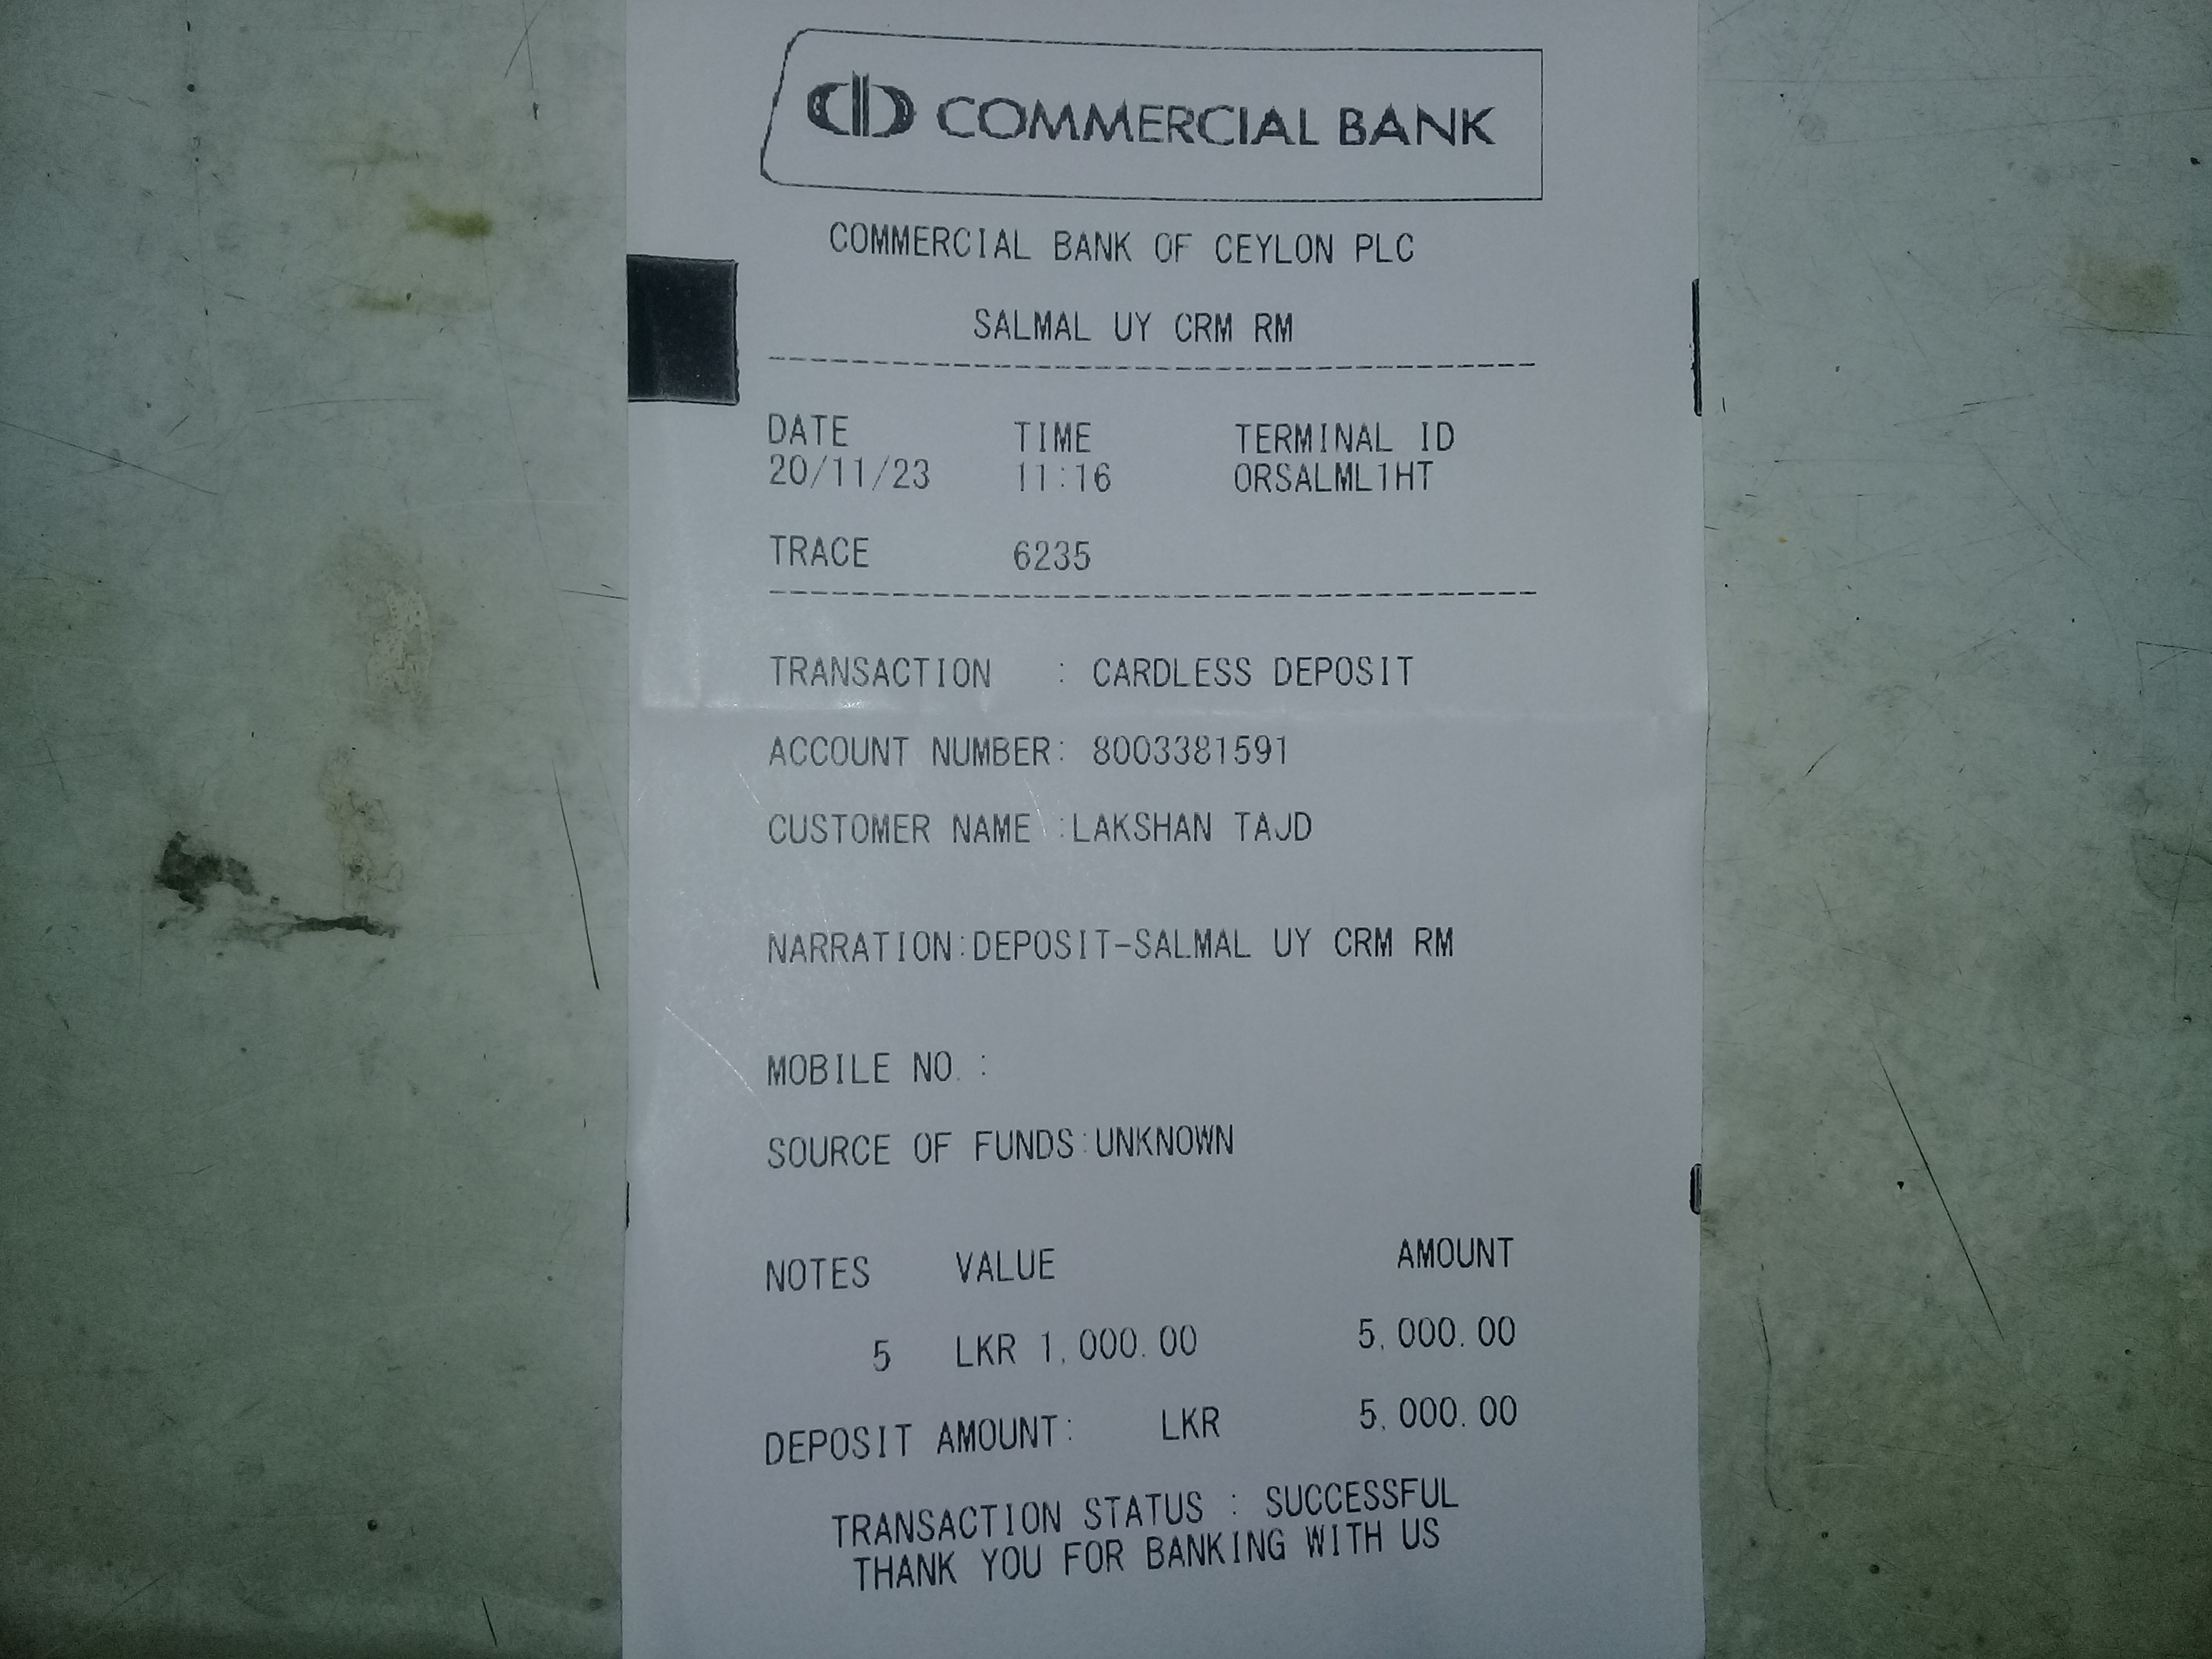 COMMERCIAL BANK
COMMERCIAL BANK OF CEYLON PLC
SALMAL UY CRM RM
DATE TIME TERMINAL ID
20/11/23 11:16 ORSALML1HT
TRACE 6235
TRANSACTION : CARDLESS DEPOSIT
ACCOUNT NUMBER: 8003381591
CUSTOMER NAME :LAKSHAN TAJD
NARRATION:DEPOSIT-SALMAL UY CRM RM
MOBILE NO. :
SOURCE OF FUNDS:UNKNOWN
NOTES VALUE AMOUNT
5 LKR 1,000.00 5,000.00
DEPOSIT AMOUNT: LKR 5,000.00
TRANSACTION STATUS : SUCCESSFUL
THANK YOU FOR BANKING WITH US